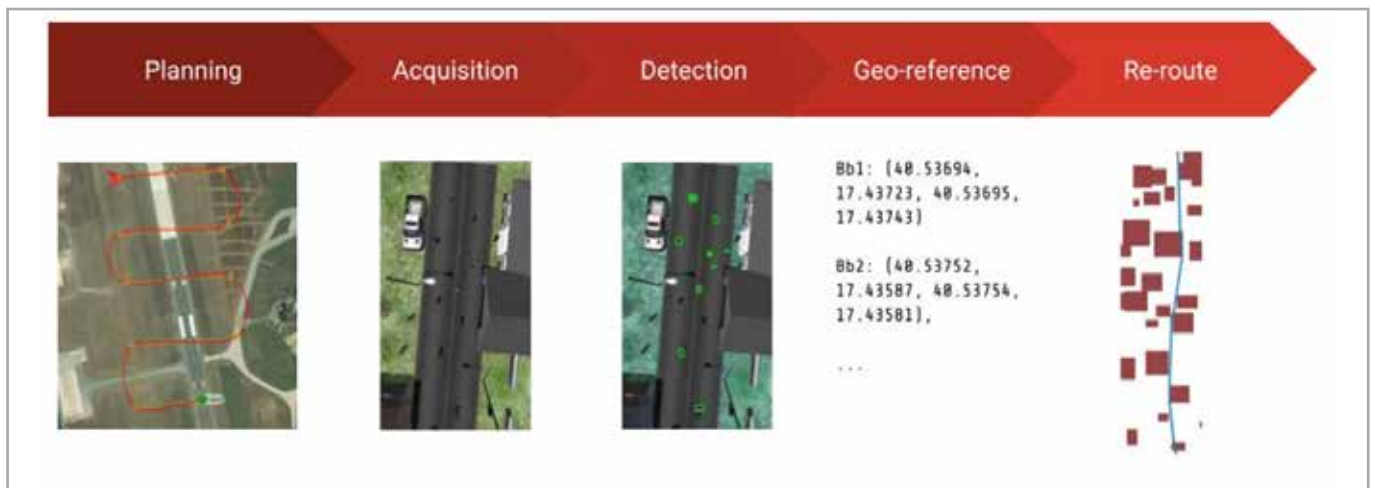 Planning
Acquisition
Detection
Geo-reference
Re-route
Bb1: (40.53694,
17.43723, 40.53695,
17.43743)
Bb2: (40.53752,
17.43587, 40.53754,
17.43581),
...